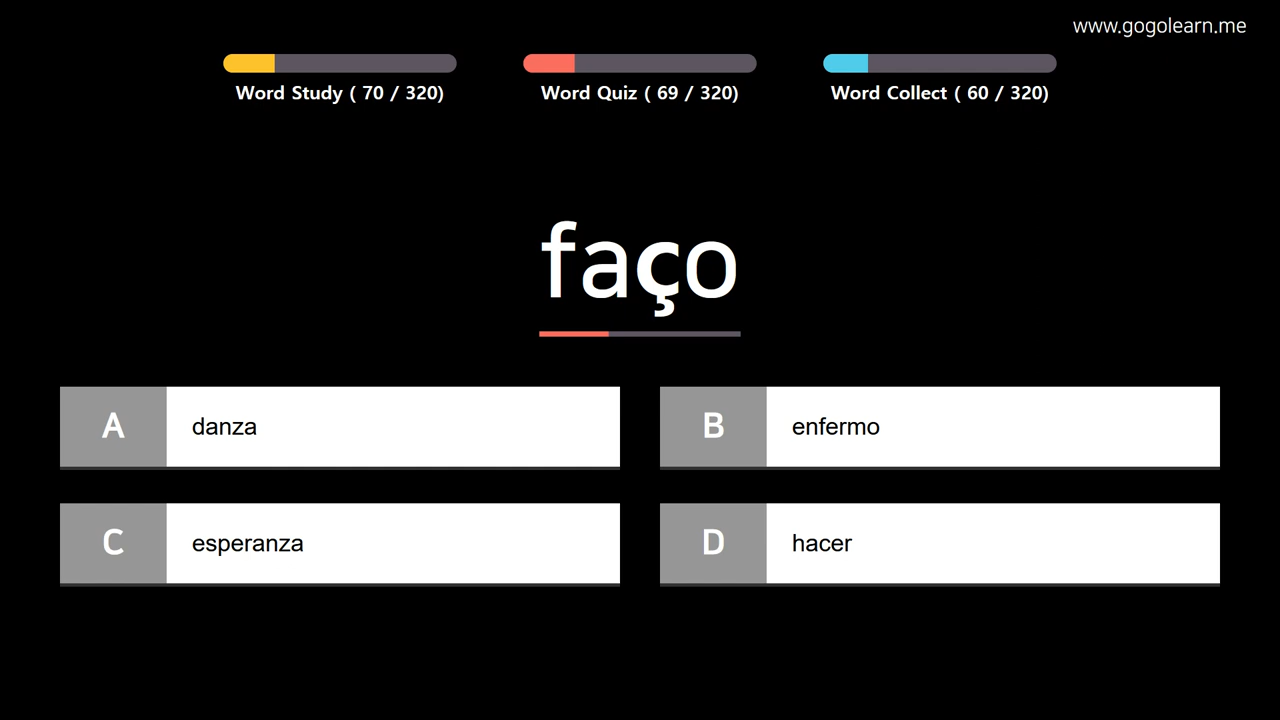 www.gogolearn.me
Word Study ( 70 / 320)
Word Quiz ( 69 / 320)
Word Collect ( 60 / 320)
faço
A danza
B enfermo
C esperanza
D hacer